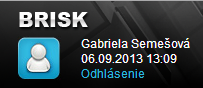 BRISK
Gabriela Semešová
06.09.2013 13:09
Odhlásenie